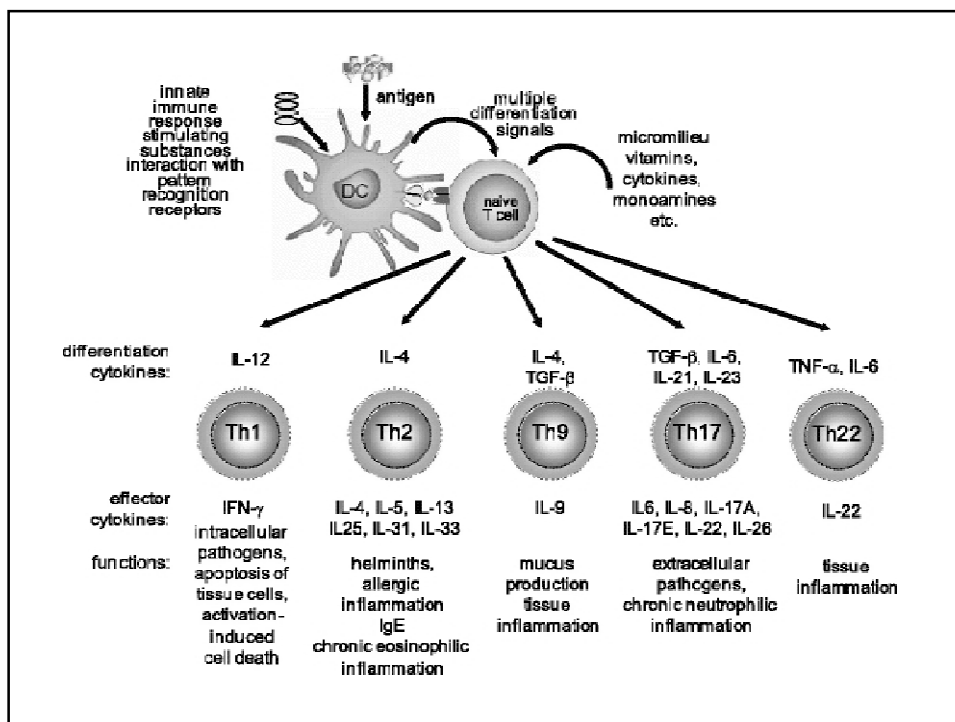 innate
immune
response
stimulating
substances
interaction with
pattern
recognition
receptors
antigen
multiple
differentiation
signals
micromilieu
vitamins,
cytokines,
monoamines
etc.
DC
naive
T cell
differentiation
cytokines:
IL-12
IL-4
IL-4,
TGF-β
TGF-β, IL-6,
IL-21, IL-23
TNF-α, IL-6
Th1
Th2
Th9
Th17
Th22
effector
cytokines:
IFN-γ
IL-4, IL-5, IL-13
IL25, IL-31, IL-33
IL-9
IL6, IL-8, IL-17A,
IL-17E, IL-22, IL-26
IL-22
functions:
intracellular
pathogens,
apoptosis of
tissue cells,
activation-
induced
cell death
helminths,
allergic
inflammation
IgE
chronic eosinophilic
inflammation
mucus
production
tissue
inflammation
extracellular
pathogens,
chronic neutrophilic
inflammation
tissue
inflammation